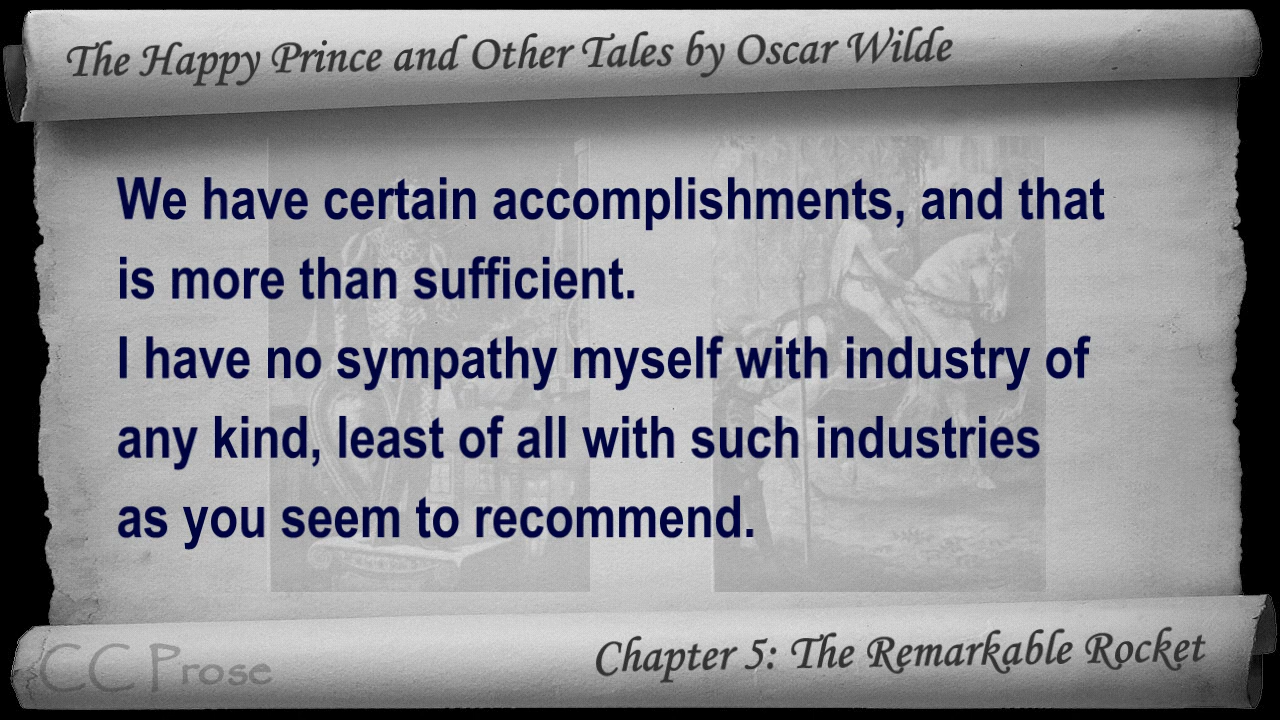 The Happy Prince and Other Tales by Oscar Wilde
We have certain accomplishments, and that
is more than sufficient.
I have no sympathy myself with industry of
any kind, least of all with such industries
as you seem to recommend.
CC Prose
Chapter 5: The Remarkable Rocket